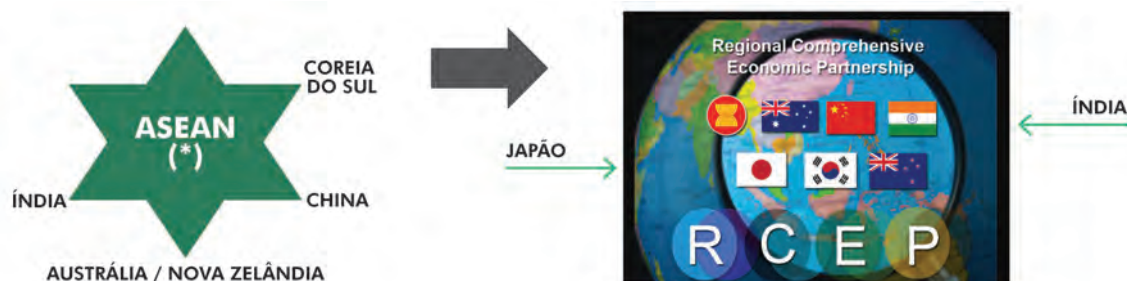 COREIA
DO SUL
ASEAN
(*)
ÍNDIA
CHINA
AUSTRÁLIA / NOVA ZELÂNDIA
JAPÃO
Regional Comprehensive
Economic Partnership
RCEP
ÍNDIA